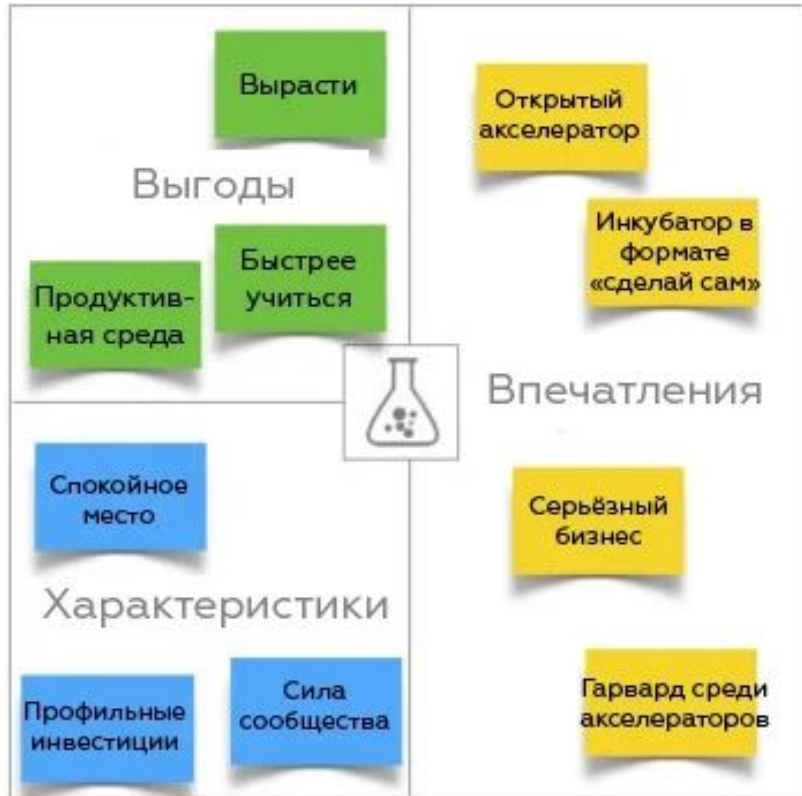 Вырасти
Выгоды
Быстрее
учиться
Продуктив-
ная среда
Открытый
акселератор
Инкубатор в
формате
«сделай сам»
Впечатления
Серьёзный
бизнес
Гарвард среди
акселераторов
Спокойное
место
Характеристики
Профильные
инвестиции
Сила
сообщества